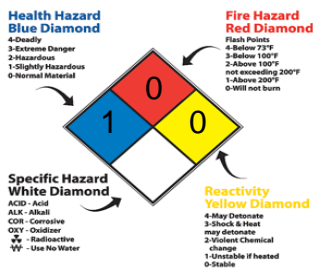 Health Hazard
Blue Diamond
4-Deadly
3-Extreme Danger
2-Hazardous
1-Slightly Hazardous
0-Normal Material
Fire Hazard
Red Diamond
Flash Points
4-Below 73°F
3-Below 100°F
2-Above 100°F
not exceeding 200°F
1-Above 200°F
0-Will not burn
0
1
0
Specific Hazard
White Diamond
ACID - Acid
ALK - Alkali
COR - Corrosive
OXY - Oxidizer
- Radioactive
W - Use No Water
Reactivity
Yellow Diamond
4-May Detonate
3-Shock & Heat
may detonate
2-Violent Chemical
change
1-Unstable if heated
0-Stable